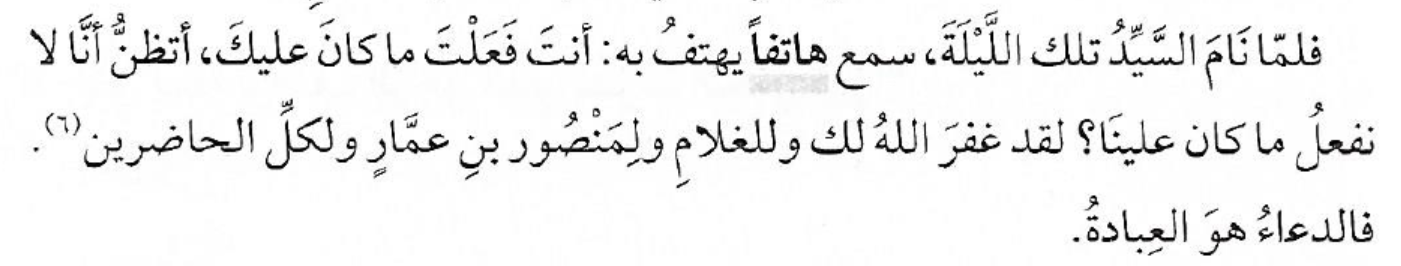 فلمّا نَامَ السَّيِّدُ تلك اللَّيْلَةَ، سمع هاتفاً يهتفُ به: أنتَ فَعَلْتَ ما كانَ عليكَ، أتظنُّ أنَّا لا
نفعلُ ما كان علينَا؟ لقد غفرَ اللهُ لك وللغلامِ ولِمَنْصُور بنِ عمَّارٍ ولكلِّ الحاضرين(٦).
فالدعاءُ هوَ العِبادةُ.